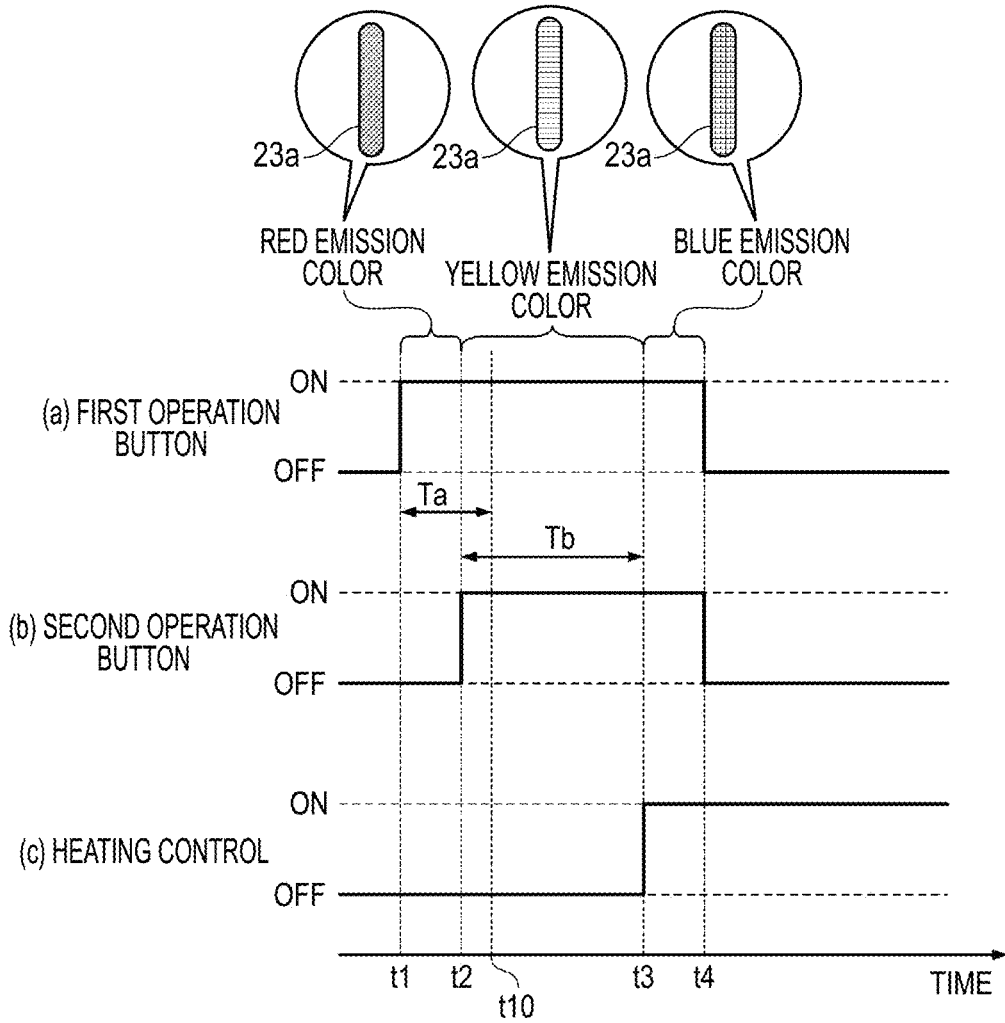 23a
23a
23a
RED EMISSION
COLOR
YELLOW EMISSION
COLOR
BLUE EMISSION
COLOR
ON
(a) FIRST OPERATION
BUTTON
OFF
Ta
Tb
ON
(b) SECOND OPERATION
BUTTON
OFF
ON
(c) HEATING CONTROL
OFF
t1
t2
t10
t3
t4
TIME